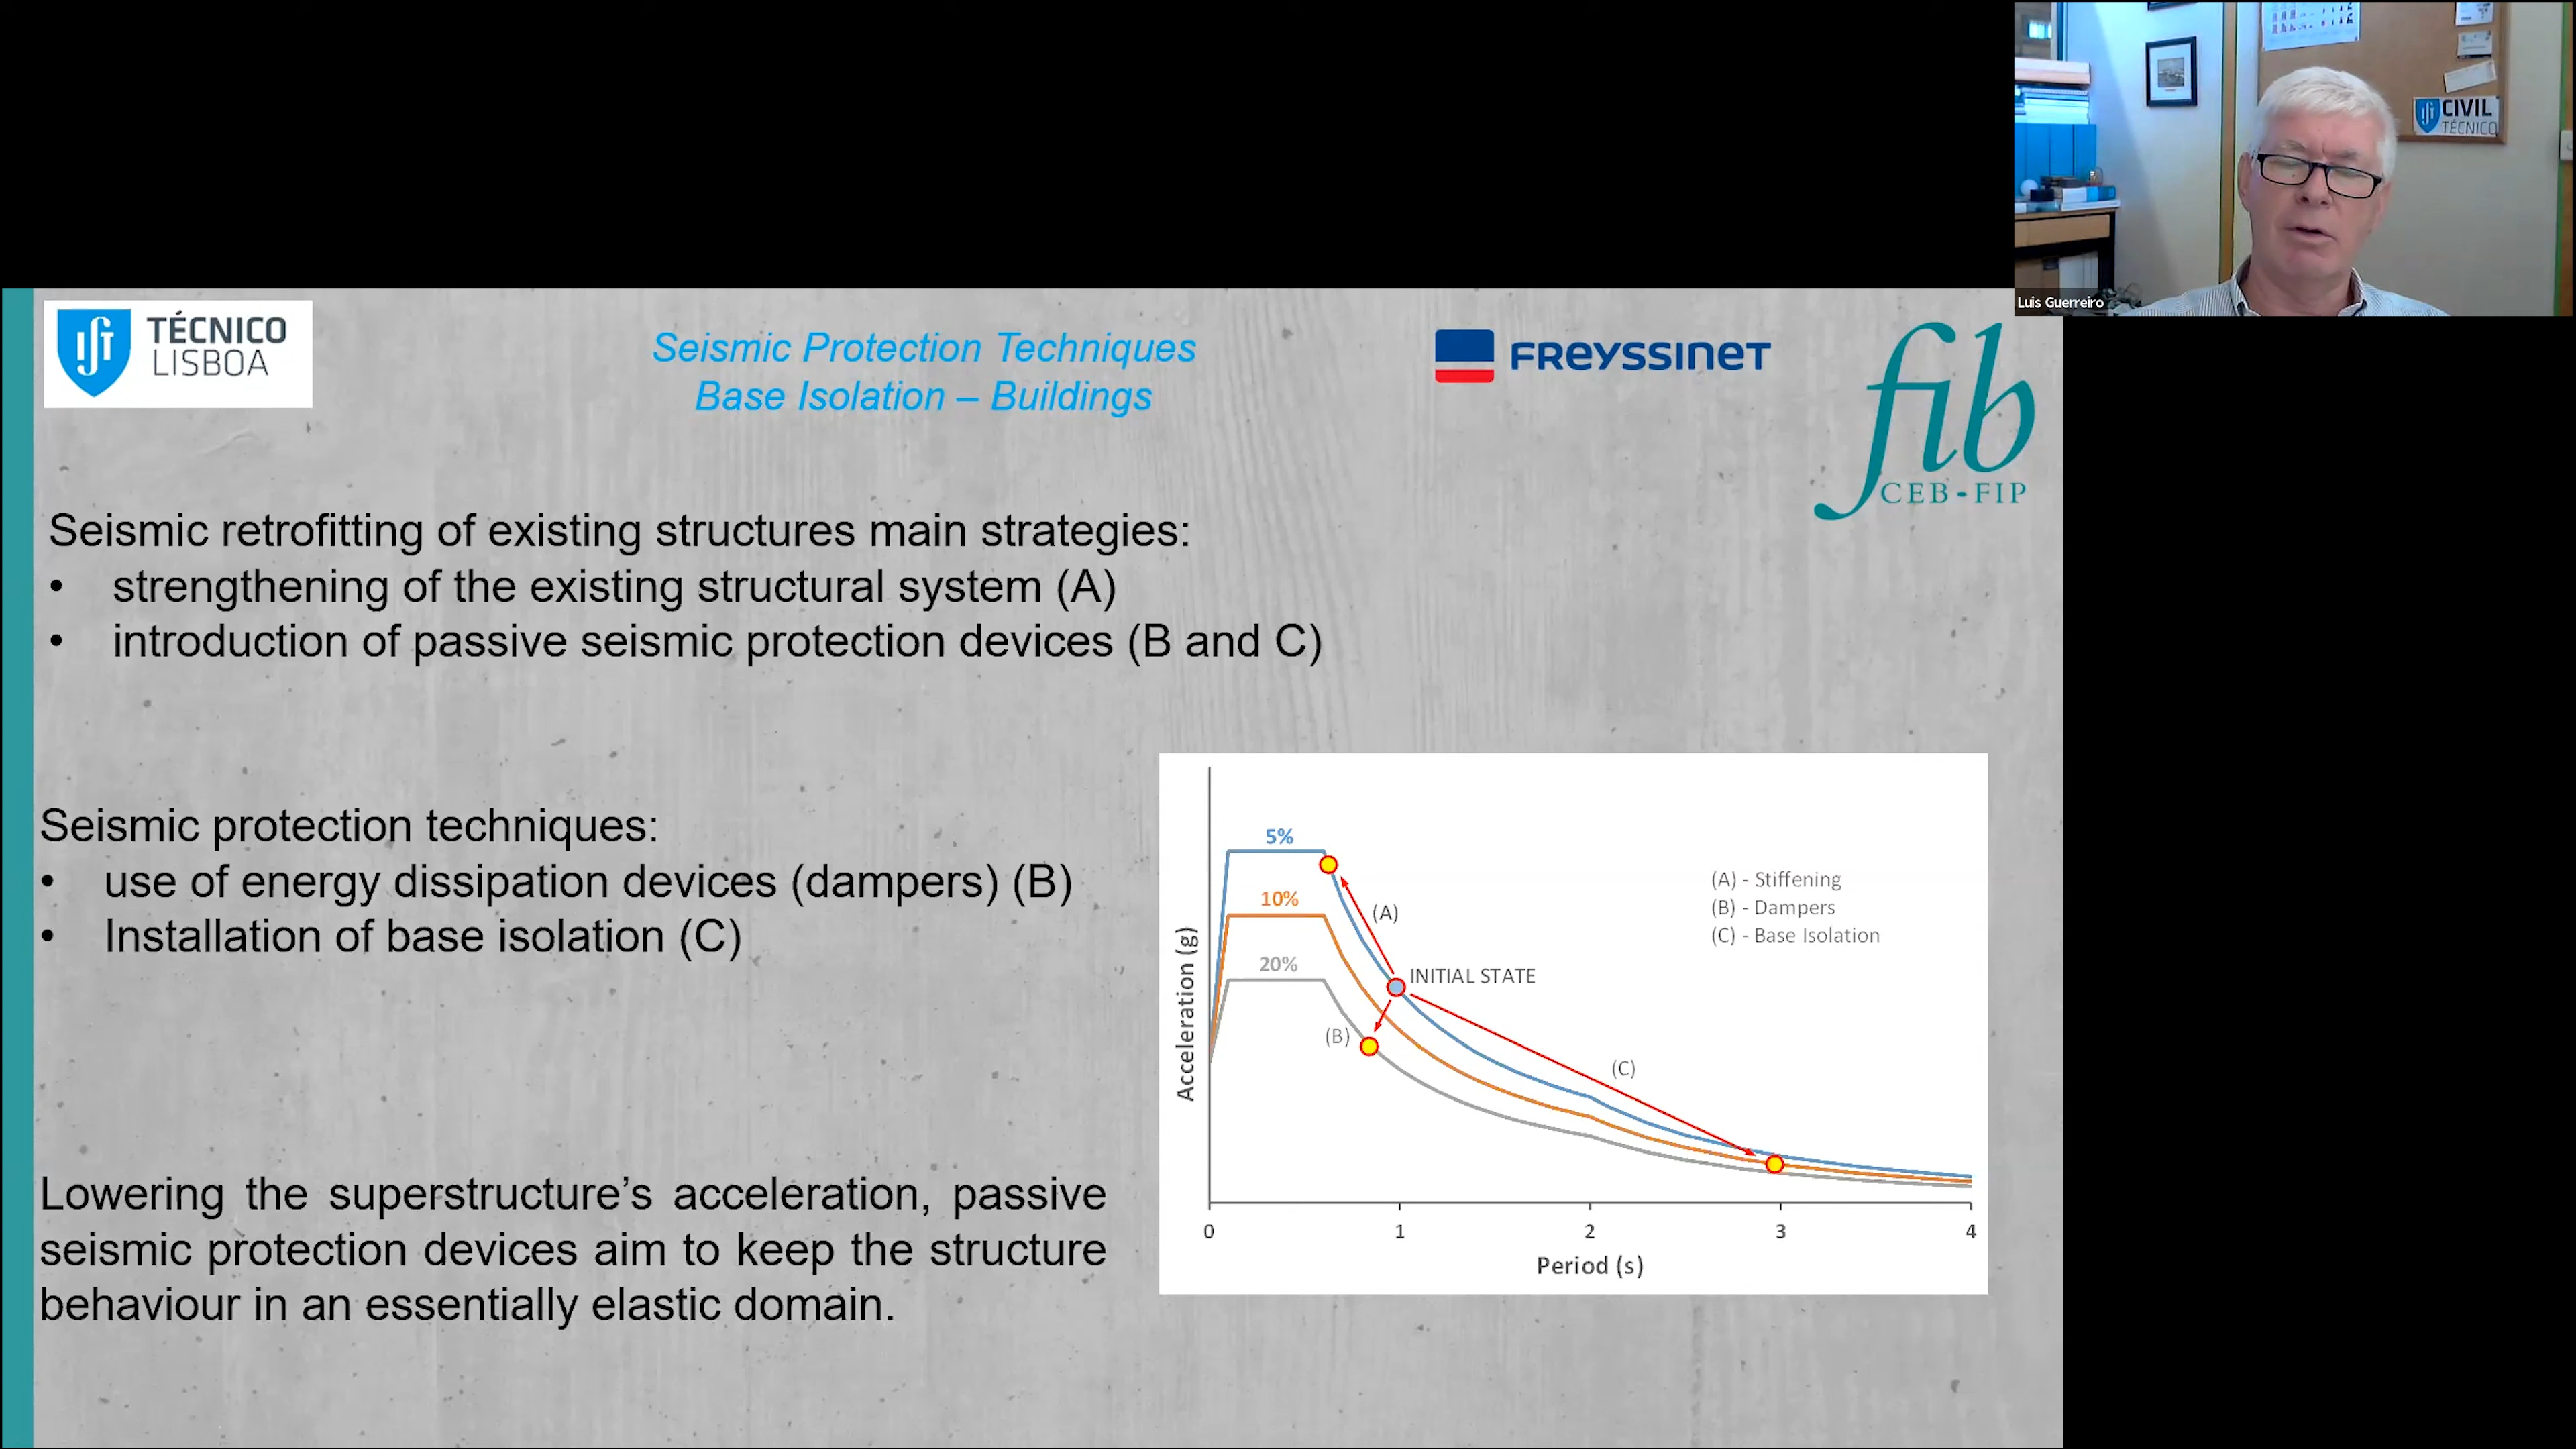 CIVIL
TÉCNICO
Luis Guerreiro
TÉCNICO
LISBOA
Seismic Protection Techniques
Base Isolation – Buildings
FREYSSINET
fib
CEB•FIP
Seismic retrofitting of existing structures main strategies:
• strengthening of the existing structural system (A)
• introduction of passive seismic protection devices (B and C)
Seismic protection techniques:
• use of energy dissipation devices (dampers) (B)
• Installation of base isolation (C)
Lowering the superstructure’s acceleration, passive
seismic protection devices aim to keep the structure
behaviour in an essentially elastic domain.
5%
10%
20%
(A)
INITIAL STATE
(B)
(C)
(A) - Stiffening
(B) - Dampers
(C) - Base Isolation
Acceleration (g)
0 1 2 3 4
Period (s)